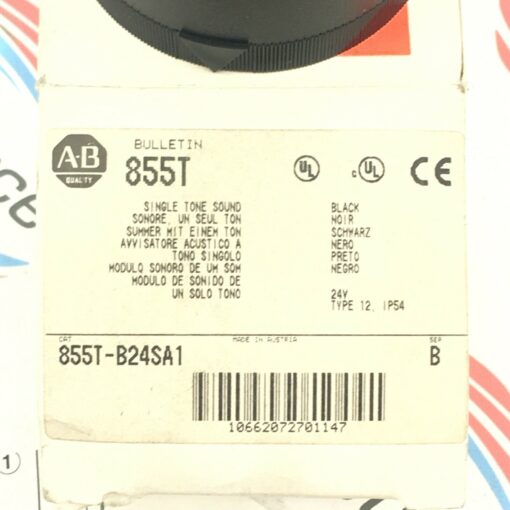 BULLETIN
A-B
QUALITY
855T
UL
c UL
CE
SINGLE TONE SOUND BLACK
SONORE, UN SEUL TON NOIR
SUMMER MIT EINEM TON SCHWARZ
AVVISATORE ACUSTICO A NERO
TONO SINGOLO PRETO
MODULO SONORO DE UM SOM NEGRO
MODULO DE SONIDO DE
UN SOLO TONO 24V
TYPE 12, IP54
CAT MADE IN AUSTRIA SER
855T-B24SA1 B
10662072701147
1